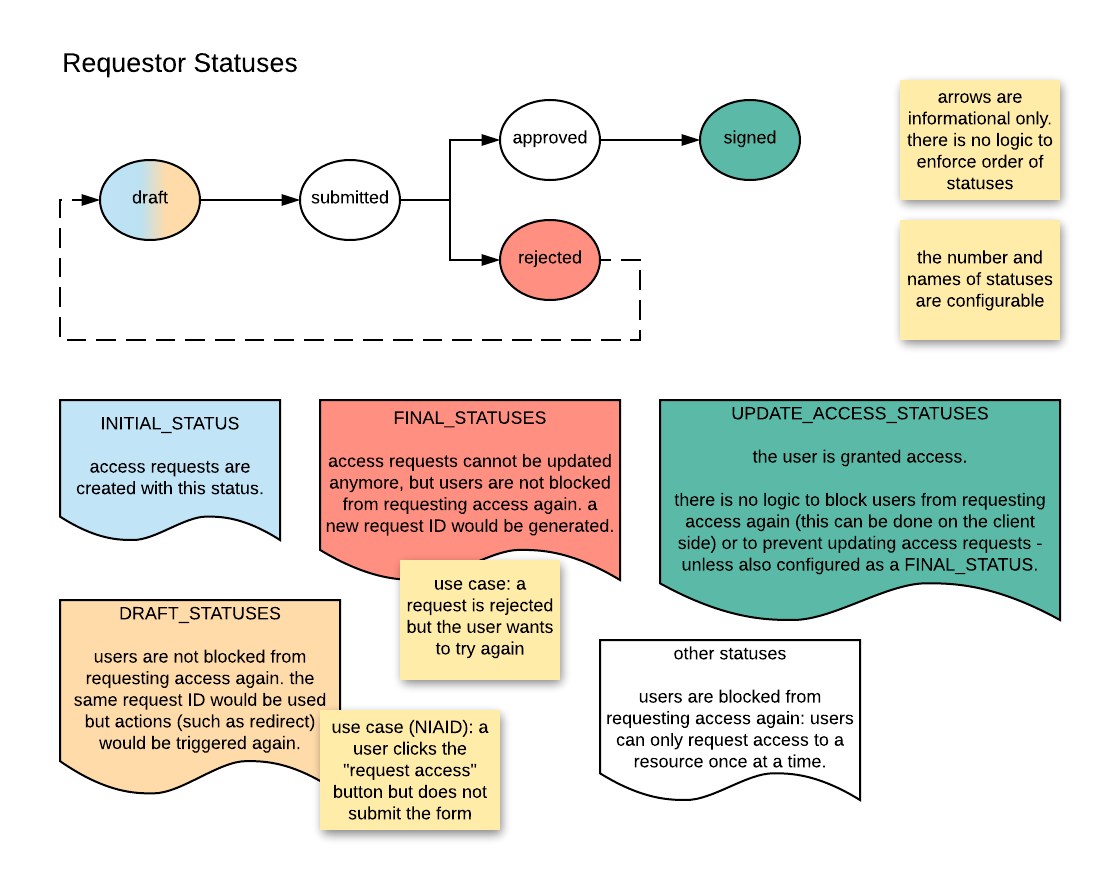 Requestor Statuses
draft
submitted
approved
signed
rejected
arrows are
informational only.
there is no logic to
enforce order of
statuses
the number and
names of statuses
are configurable
INITIAL_STATUS
access requests are
created with this status.
FINAL_STATUSES
access requests cannot be updated
anymore, but users are not blocked
from requesting access again. a
new request ID would be generated.
use case: a
request is rejected
but the user wants
to try again
UPDATE_ACCESS_STATUSES
the user is granted access.
there is no logic to block users from requesting
access again (this can be done on the client
side) or to prevent updating access requests -
unless also configured as a FINAL_STATUS.
DRAFT_STATUSES
users are not blocked from
requesting access again. the
same request ID would be used
but actions (such as redirect)
would be triggered again.
use case (NIAID): a
user clicks the
"request access"
button but does not
submit the form
other statuses
users are blocked from
requesting access again: users
can only request access to a
resource once at a time.